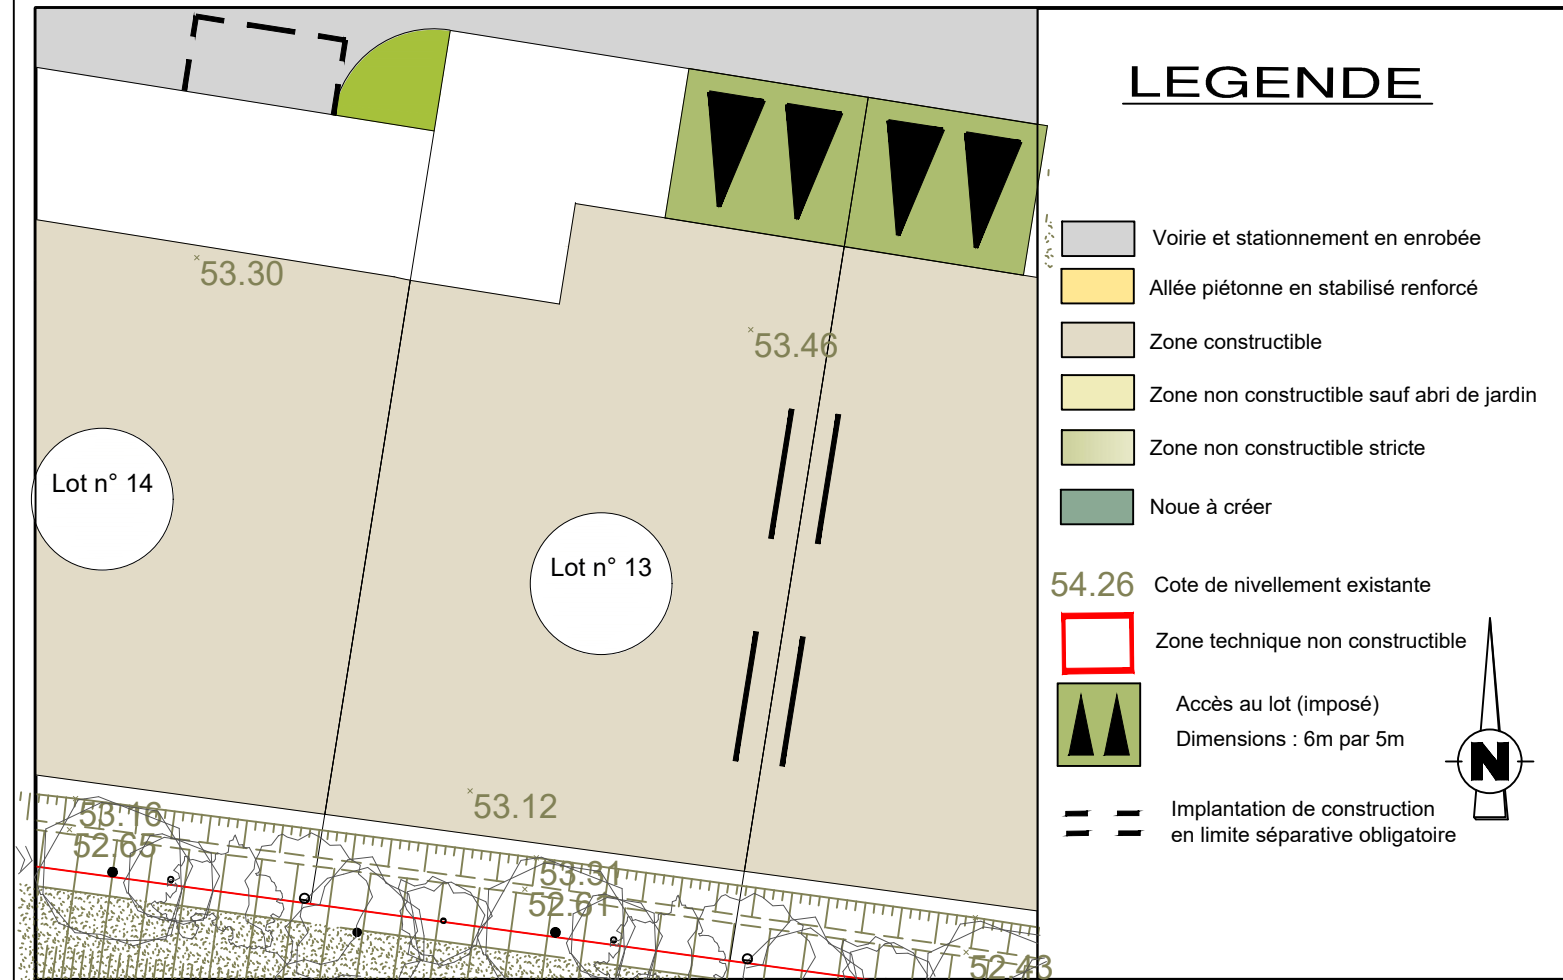 LEGENDE
53.30
53.46
Lot n° 14
Lot n° 13
53.16
52.65
53.12
53.31
52.61
52.43
Voirie et stationnement en enrobée
Allée piétonne en stabilisé renforcé
Zone constructible
Zone non constructible sauf abri de jardin
Zone non constructible stricte
Noue à créer
54.26 Cote de nivellement existante
Zone technique non constructible
Accès au lot (imposé)
Dimensions : 6m par 5m
N
Implantation de construction
en limite séparative obligatoire